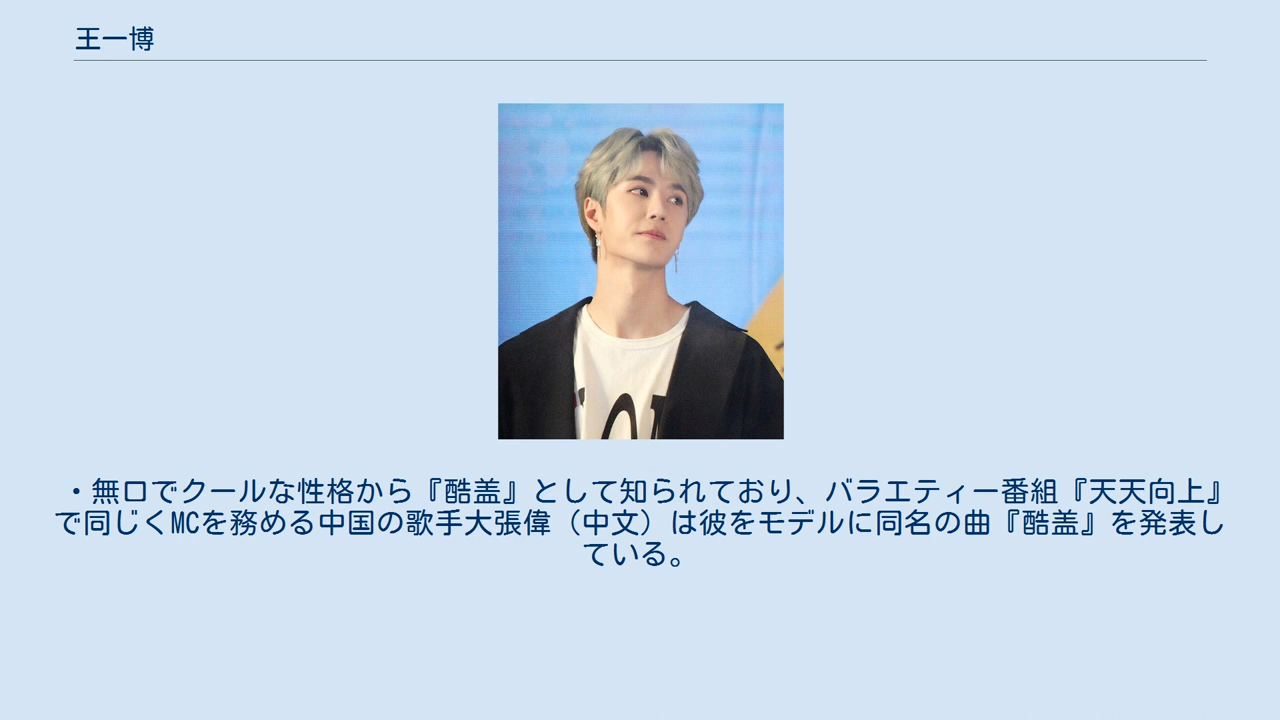 王一博
・無口でクールな性格から『酷盖』として知られており、バラエティー番組『天天向上』
で同じくMCを務める中国の歌手大張偉（中文）は彼をモデルに同名の曲『酷盖』を発表し
ている。